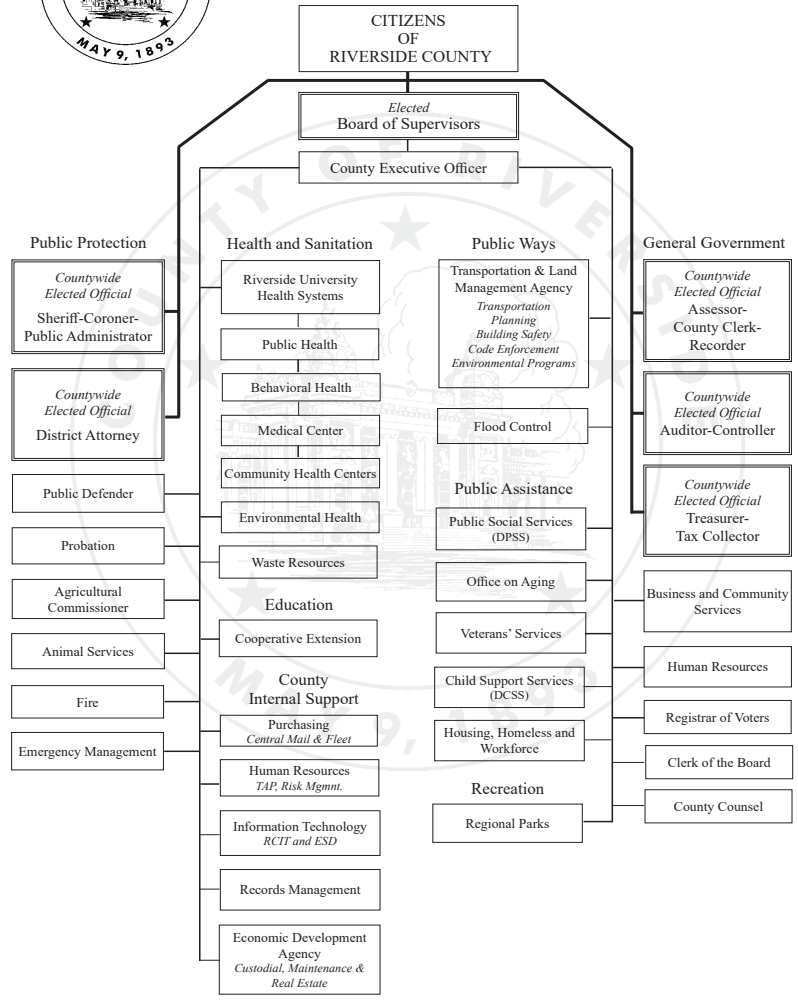 MAY 9, 1893
CITIZENS
OF
RIVERSIDE COUNTY
Elected
Board of Supervisors
County Executive Officer
COUNTY OF RIVERSIDE
MAY 9, 1893
Public Protection
Countywide
Elected Official
Sheriff-Coroner-
Public Administrator
Countywide
Elected Official
District Attorney
Public Defender
Probation
Agricultural
Commissioner
Animal Services
Fire
Emergency Management
Health and Sanitation
Riverside University
Health Systems
Public Health
Behavioral Health
Medical Center
Community Health Centers
Environmental Health
Waste Resources
Education
Cooperative Extension
County
Internal Support
Purchasing
Central Mail & Fleet
Human Resources
TAP, Risk Mgmnt.
Information Technology
RCIT and ESD
Records Management
Economic Development
Agency
Custodial, Maintenance &
Real Estate
Public Ways
Transportation & Land
Management Agency
Transportation
Planning
Building Safety
Code Enforcement
Environmental Programs
Flood Control
Public Assistance
Public Social Services
(DPSS)
Office on Aging
Veterans’ Services
Child Support Services
(DCSS)
Housing, Homeless and
Workforce
Recreation
Regional Parks
General Government
Countywide
Elected Official
Assessor-
County Clerk-
Recorder
Countywide
Elected Official
Auditor-Controller
Countywide
Elected Official
Treasurer-
Tax Collector
Business and Community
Services
Human Resources
Registrar of Voters
Clerk of the Board
County Counsel